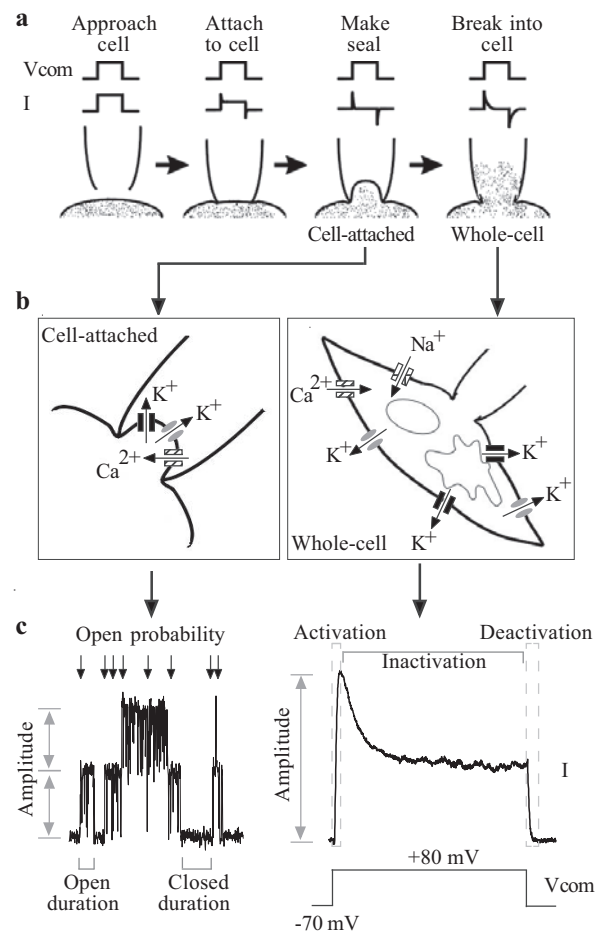 a
Approach cell
Attach to cell
Make seal
Break into cell
Vcom
I
Cell-attached
Whole-cell
b
Cell-attached
K+
K+
Ca2+
Na+
Ca2+
K+
K+
K+
K+
Whole-cell
c
Open probability
Amplitude
Amplitude
Open duration
Closed duration
Activation
Deactivation
Inactivation
Amplitude
I
+80 mV
Vcom
-70 mV